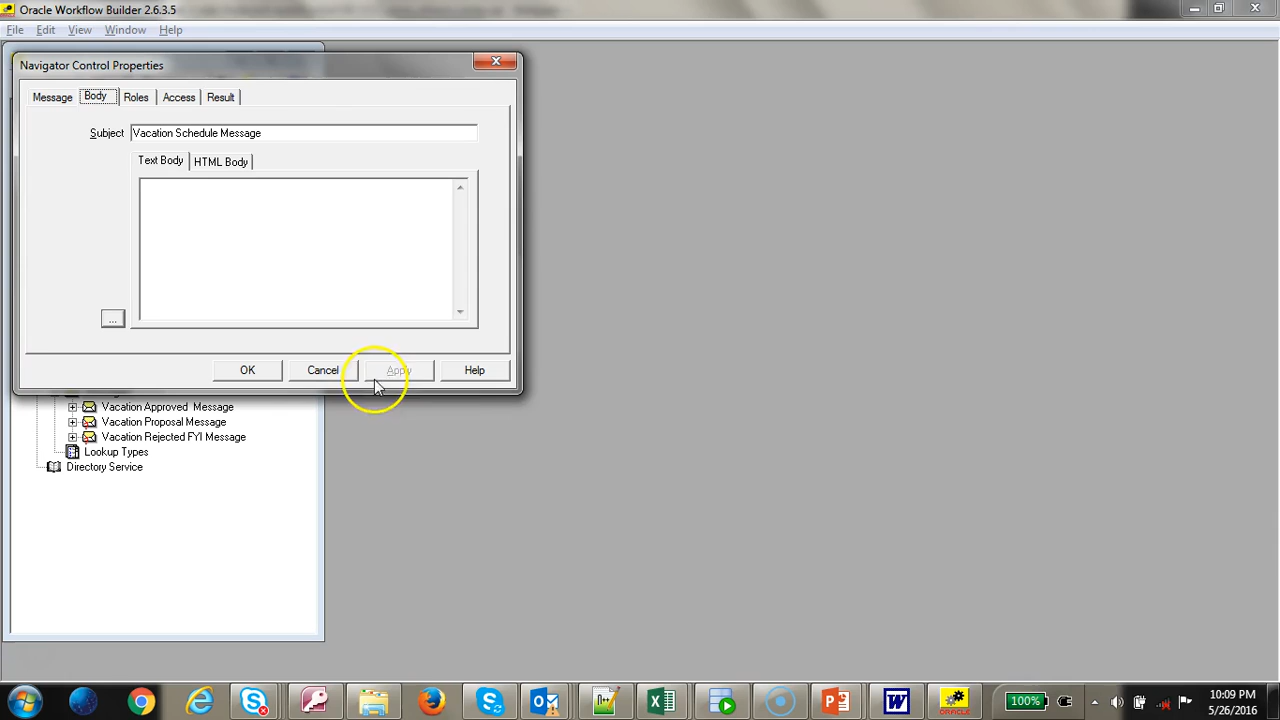 Oracle Workflow Builder 2.6.3.5
File Edit View Window Help
Navigator Control Properties
Message Body Roles Access Result
Subject Vacation Schedule Message
Text Body HTML Body
...
OK Cancel Apply Help
Vacation Approved Message
Vacation Proposal Message
Vacation Rejected FYI Message
Lookup Types
Directory Service
100%
10:09 PM
5/26/2016
ORACLE